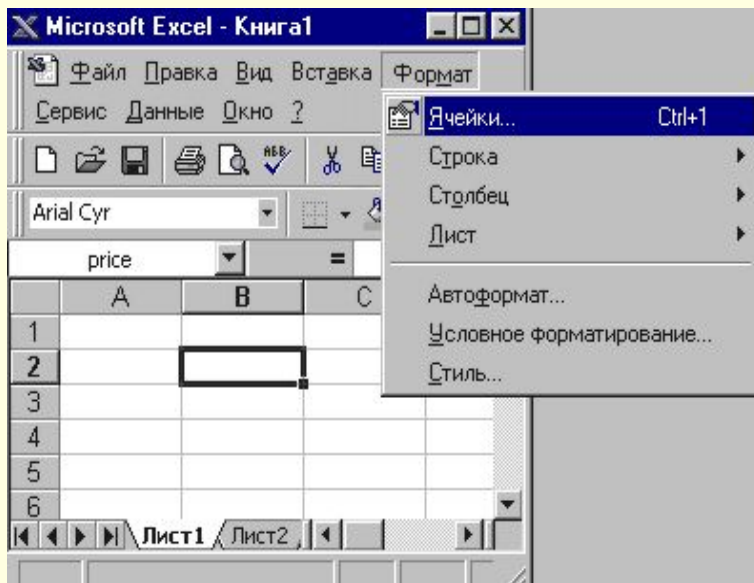 Microsoft Excel - Книга1
Файл Правка Вид Вставка Формат
Сервис Данные Окно ?
Ячейки... Ctrl+1
Строка
Столбец
Лист
Автоформат...
Условное форматирование...
Стиль...
Arial Cyr
price =
A B C
1
2
3
4
5
6
Лист1 Лист2